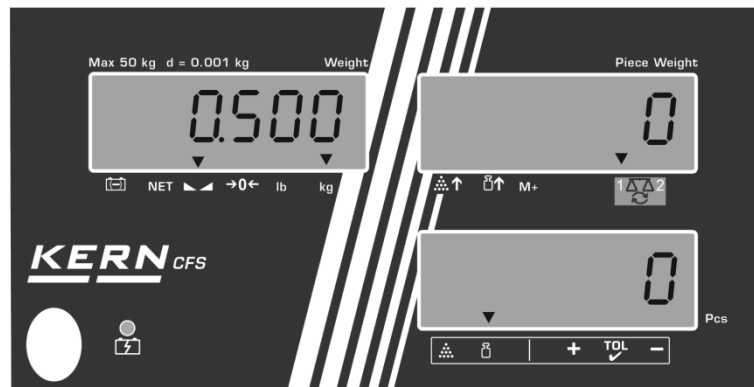 Max 50 kg d = 0.001 kg Weight
Piece Weight
0.500
0
NET →0← lb kg
M+
1 2
KERN CFS
0
Pcs
+ TOL −